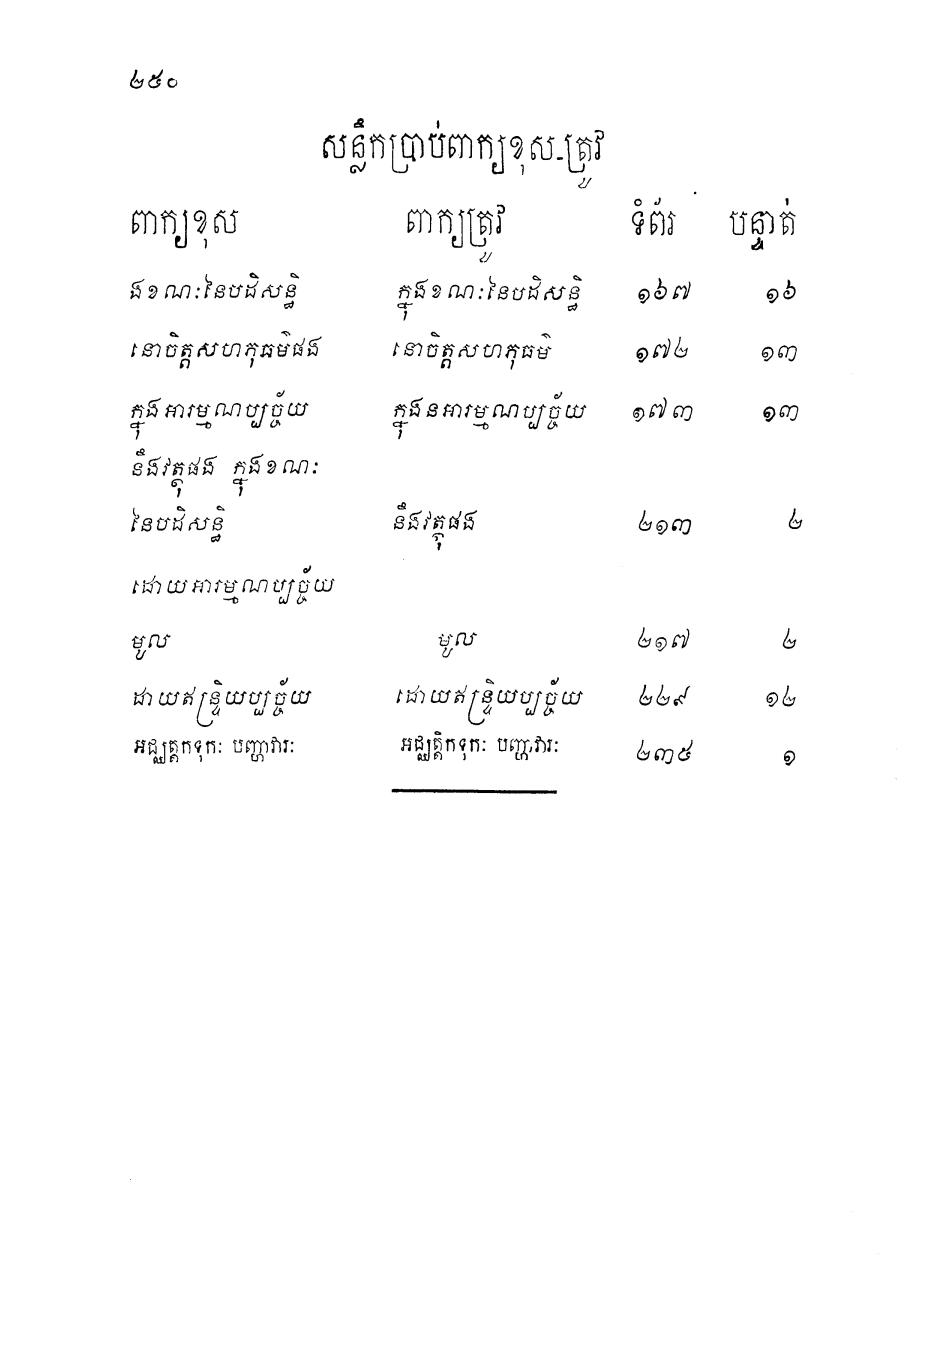 ២៥០
សន្លឹកប្រាប់ពាក្យខុស-ត្រូវ
ពាក្យខុស ពាក្យត្រូវ ទំព័រ បន្ទាត់
ងខណៈនៃបដិសន្ធិ ក្នុងខណៈនៃបដិសន្ធិ ១៦៧ ១៦
នោចិត្តសហកុធម៌ផង នោចិត្តសហភុធម៌ ១៧២ ១៣
ក្នុងអារម្មណប្បច្ច័យ ក្នុងនអារម្មណប្បច្ច័យ ១៧៣ ១៣
នឹងវត្ថុផង ក្នុងខណៈ
នៃបដិសន្ធិ នឹងវត្ថុផង ២១៣ ២
ដោយអារម្មណប្បច្ច័យ
មូល មូល ២១៧ ២
ដាយឥន្ទ្រិយប្បច្ច័យ ដោយឥន្ទ្រិយប្បច្ច័យ ២២៩ ១២
អជ្ឈត្តកទុកៈ បញ្ហាវារៈ អជ្ឈត្តិកទុកៈ បញ្ហាវារៈ ២៣៥ ១